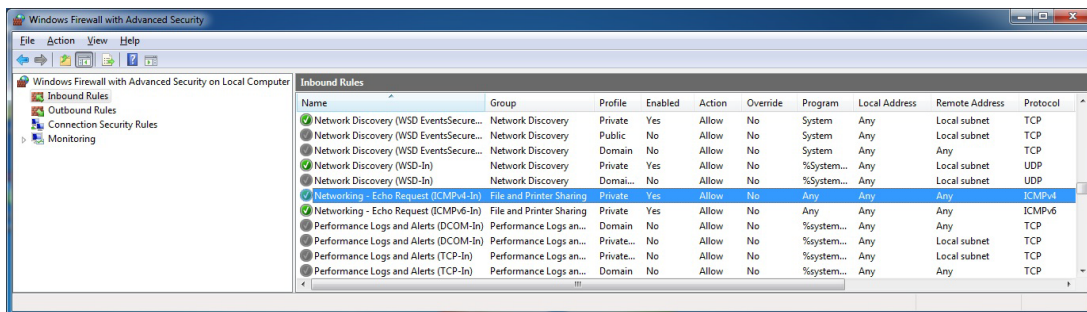 Windows Firewall with Advanced Security
File Action View Help
Windows Firewall with Advanced Security on Local Computer
Inbound Rules
Outbound Rules
Connection Security Rules
Monitoring
Inbound Rules
Name Group Profile Enabled Action Override Program Local Address Remote Address Protocol
Network Discovery (WSD EventsSecure... Network Discovery Private Yes Allow No System Any Local subnet TCP
Network Discovery (WSD EventsSecure... Network Discovery Public No Allow No System Any Local subnet TCP
Network Discovery (WSD EventsSecure... Network Discovery Domain No Allow No System Any Any TCP
Network Discovery (WSD-In) Network Discovery Private Yes Allow No %System... Any Local subnet UDP
Network Discovery (WSD-In) Network Discovery Domai... No Allow No %System... Any Local subnet UDP
Networking - Echo Request (ICMPv4-In) File and Printer Sharing Private Yes Allow No Any Any Any ICMPv4
Networking - Echo Request (ICMPv6-In) File and Printer Sharing Private Yes Allow No Any Any Any ICMPv6
Performance Logs and Alerts (DCOM-In) Performance Logs an... Domain No Allow No %system... Any Any TCP
Performance Logs and Alerts (DCOM-In) Performance Logs an... Private... No Allow No %system... Any Local subnet TCP
Performance Logs and Alerts (TCP-In) Performance Logs an... Private... No Allow No %system... Any Local subnet TCP
Performance Logs and Alerts (TCP-In) Performance Logs an... Domain No Allow No %system... Any Any TCP